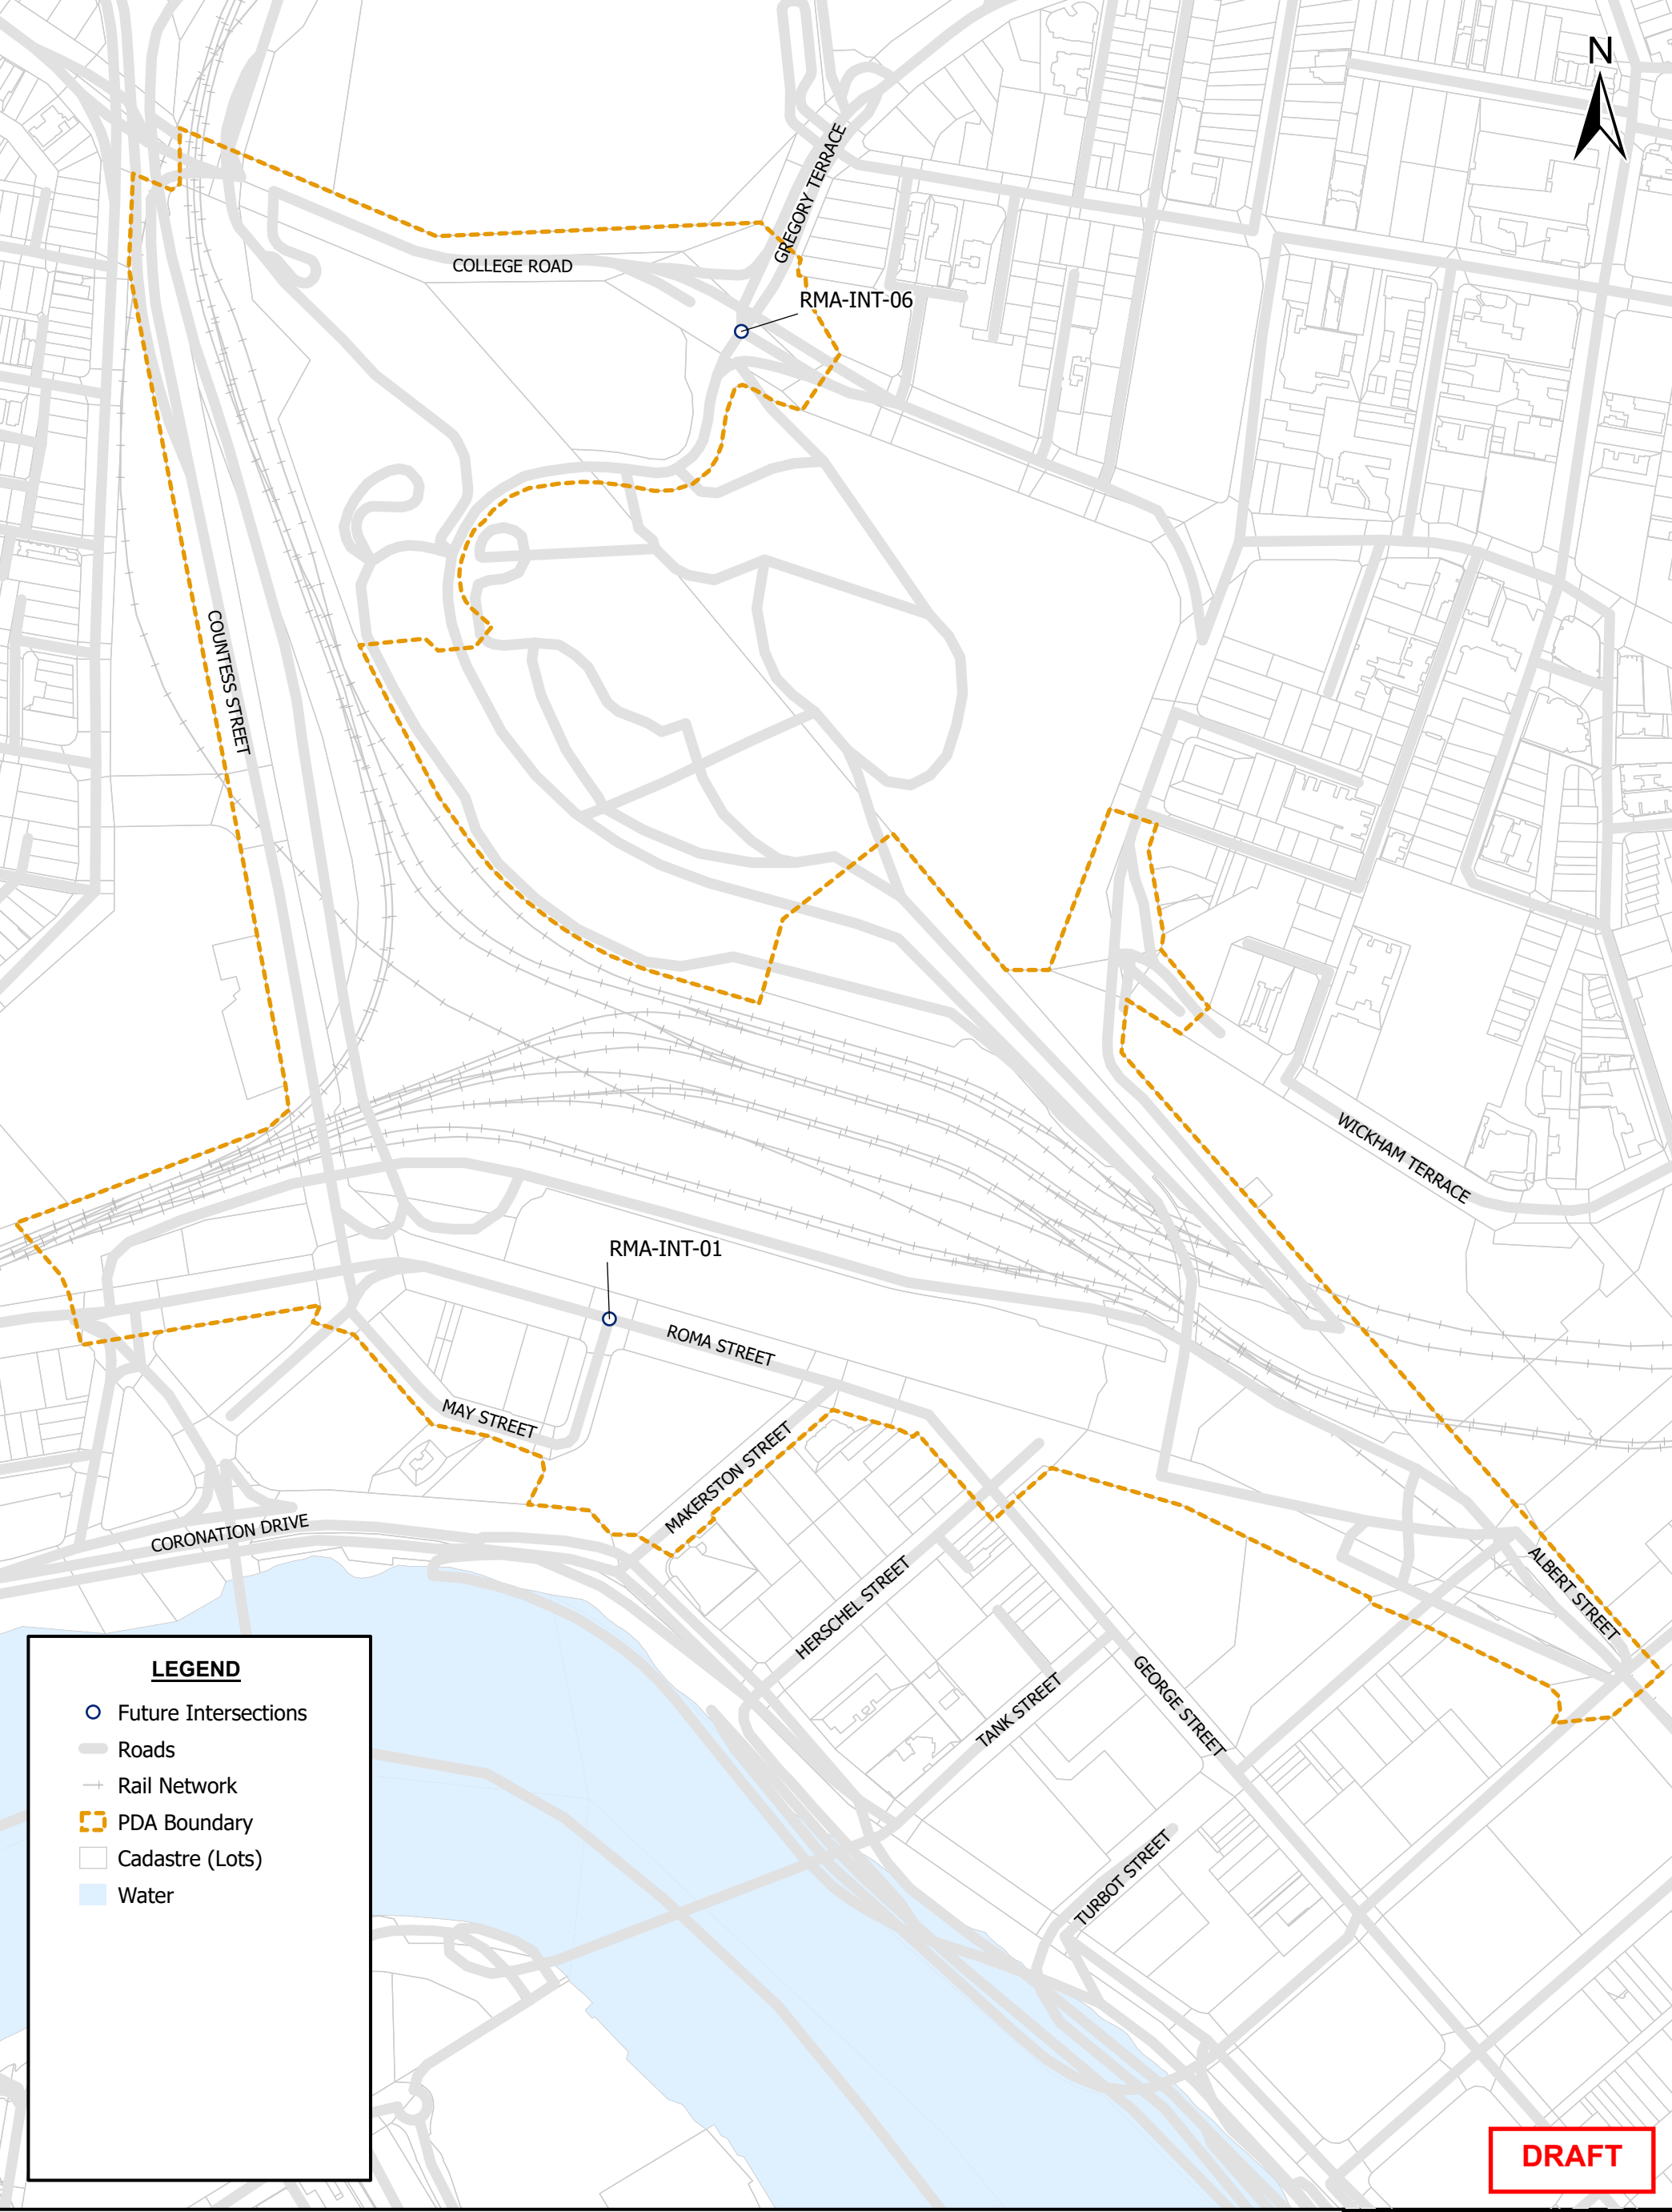 N
GREGORY TERRACE
COLLEGE ROAD
RMA-INT-06
COUNTESS STREET
WICKHAM TERRACE
RMA-INT-01
ROMA STREET
MAY STREET
MAKERSTON STREET
CORONATION DRIVE
ALBERT STREET
HERSCHEL STREET
GEORGE STREET
TANK STREET
TURBOT STREET
LEGEND
Future Intersections
Roads
Rail Network
PDA Boundary
Cadastre (Lots)
Water
DRAFT